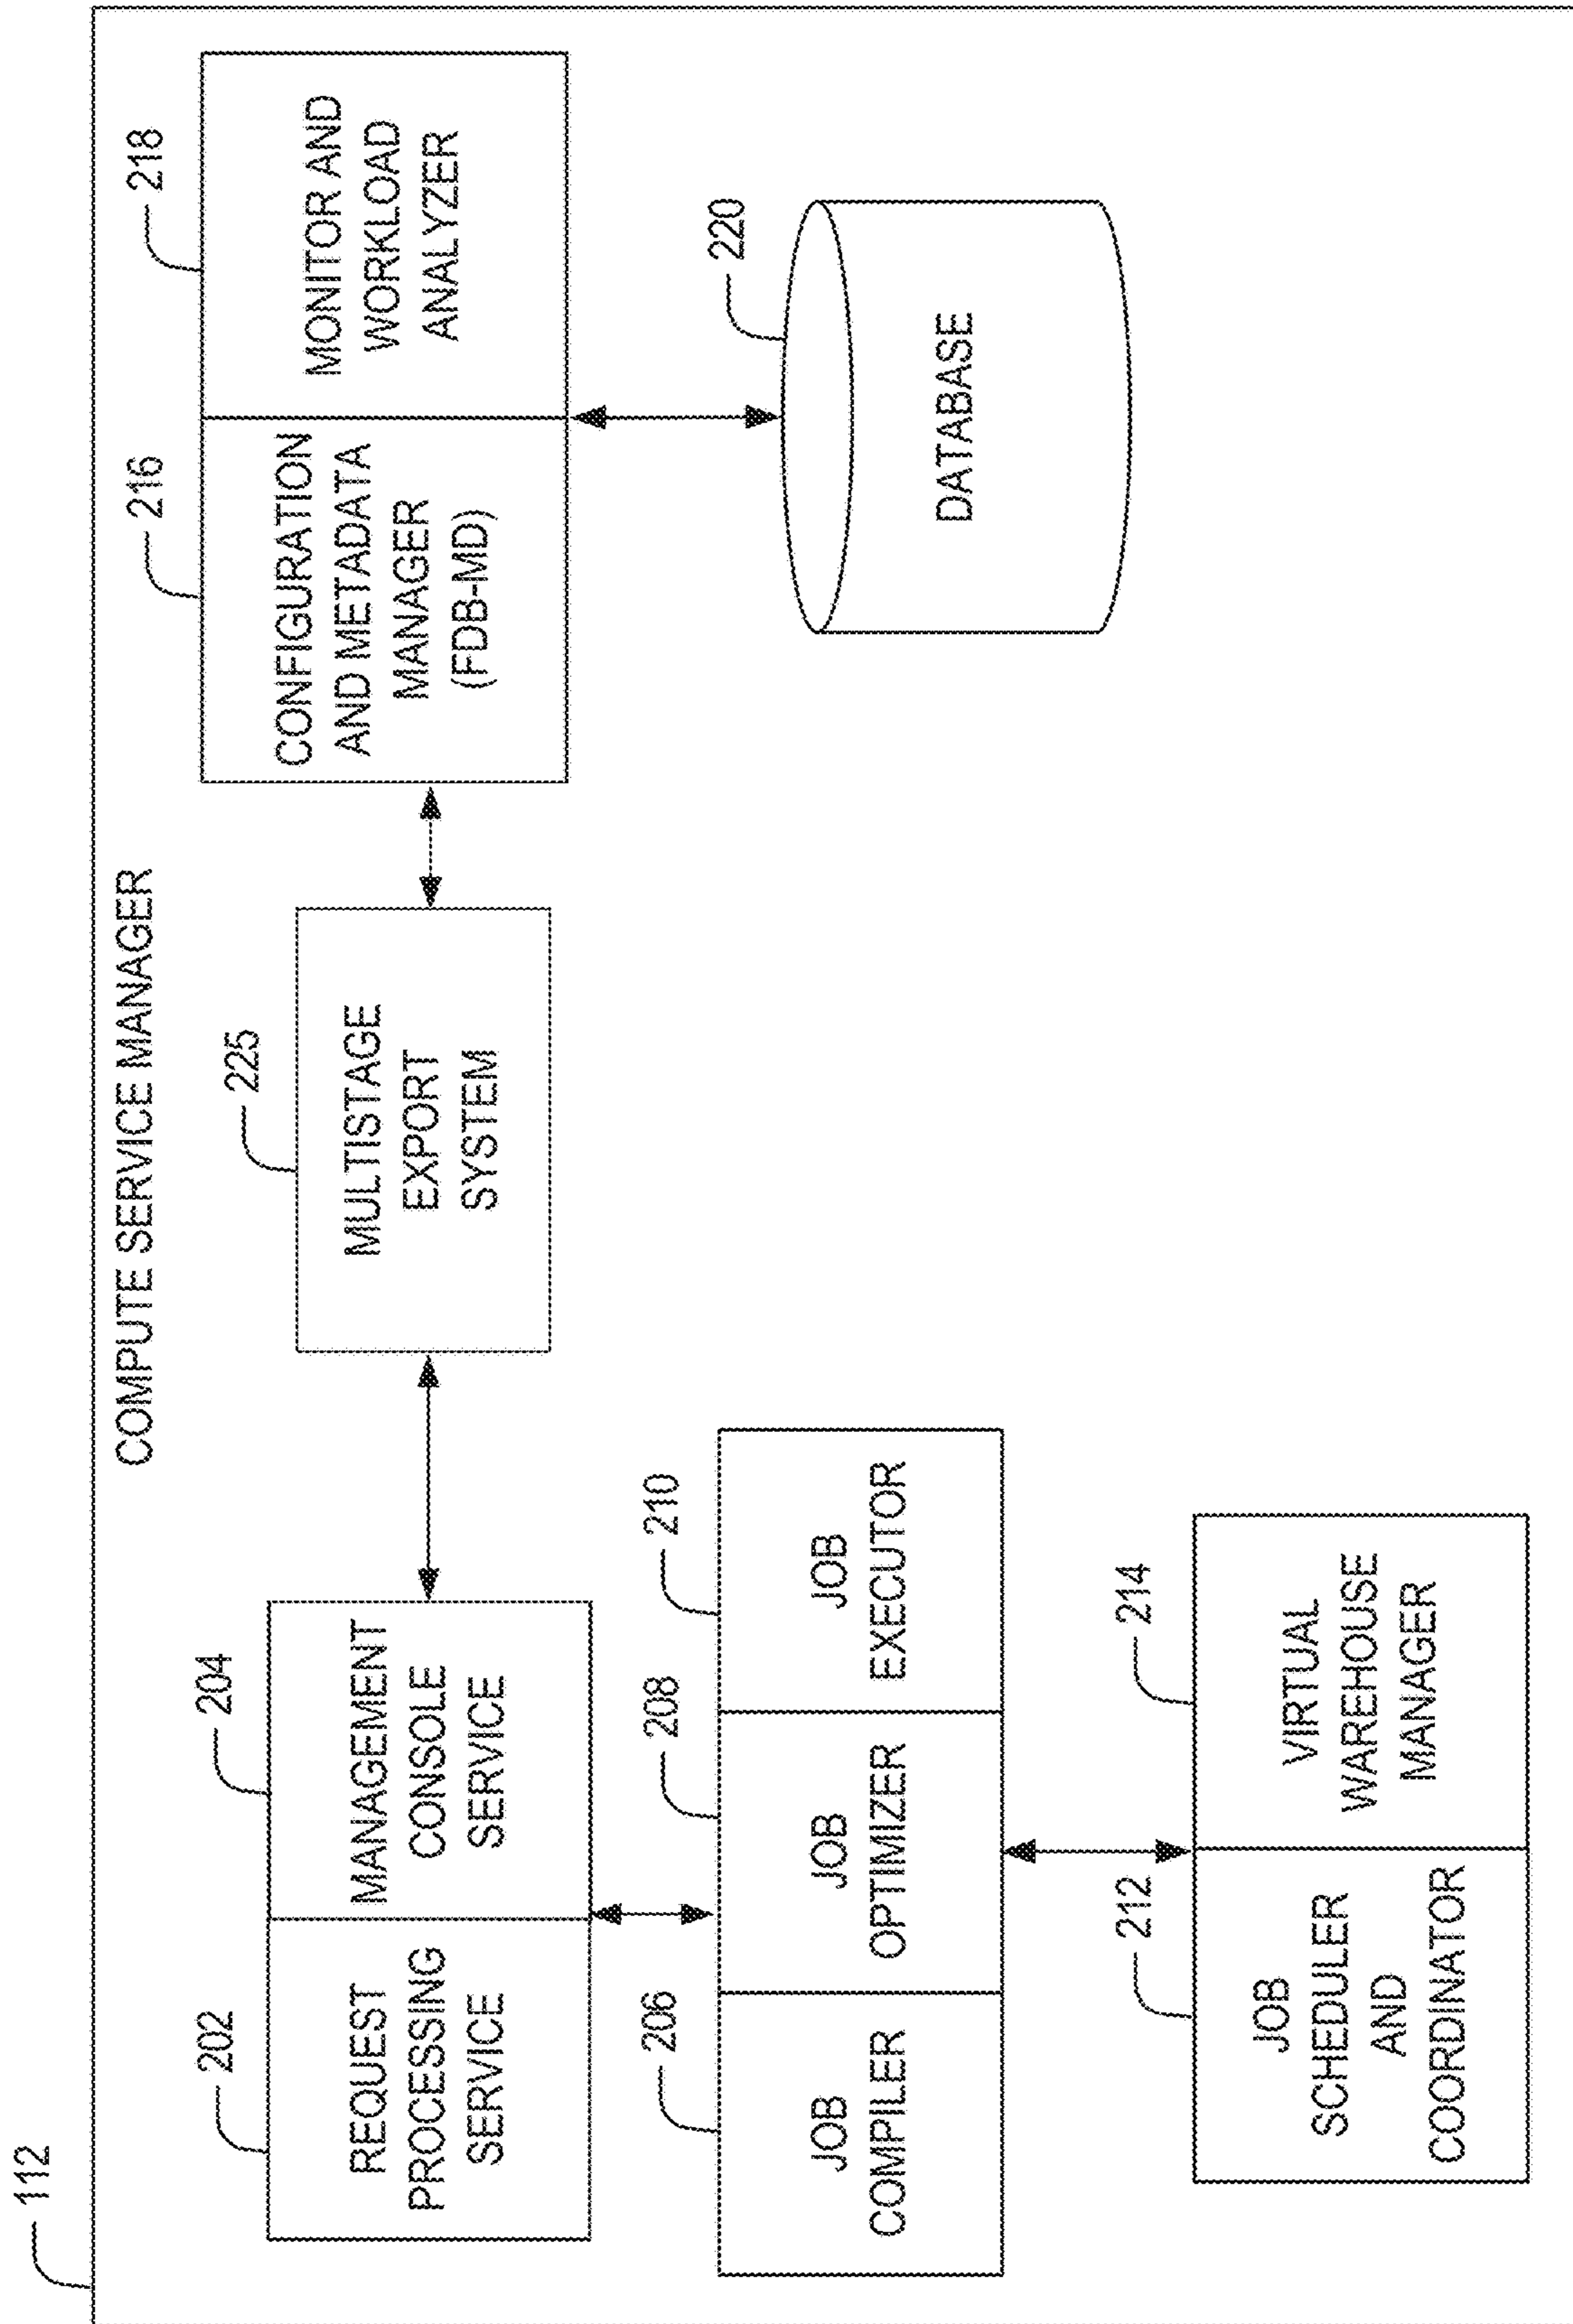 112
COMPUTE SERVICE MANAGER
202
REQUEST
PROCESSING
SERVICE
204
MANAGEMENT
CONSOLE
SERVICE
225
MULTISTAGE
EXPORT
SYSTEM
216
CONFIGURATION
AND METADATA
MANAGER
(FDB-MD)
218
MONITOR AND
WORKLOAD
ANALYZER
206
JOB
COMPILER
208
JOB
OPTIMIZER
210
JOB
EXECUTOR
220
DATABASE
212
JOB
SCHEDULER
AND
COORDINATOR
214
VIRTUAL
WAREHOUSE
MANAGER